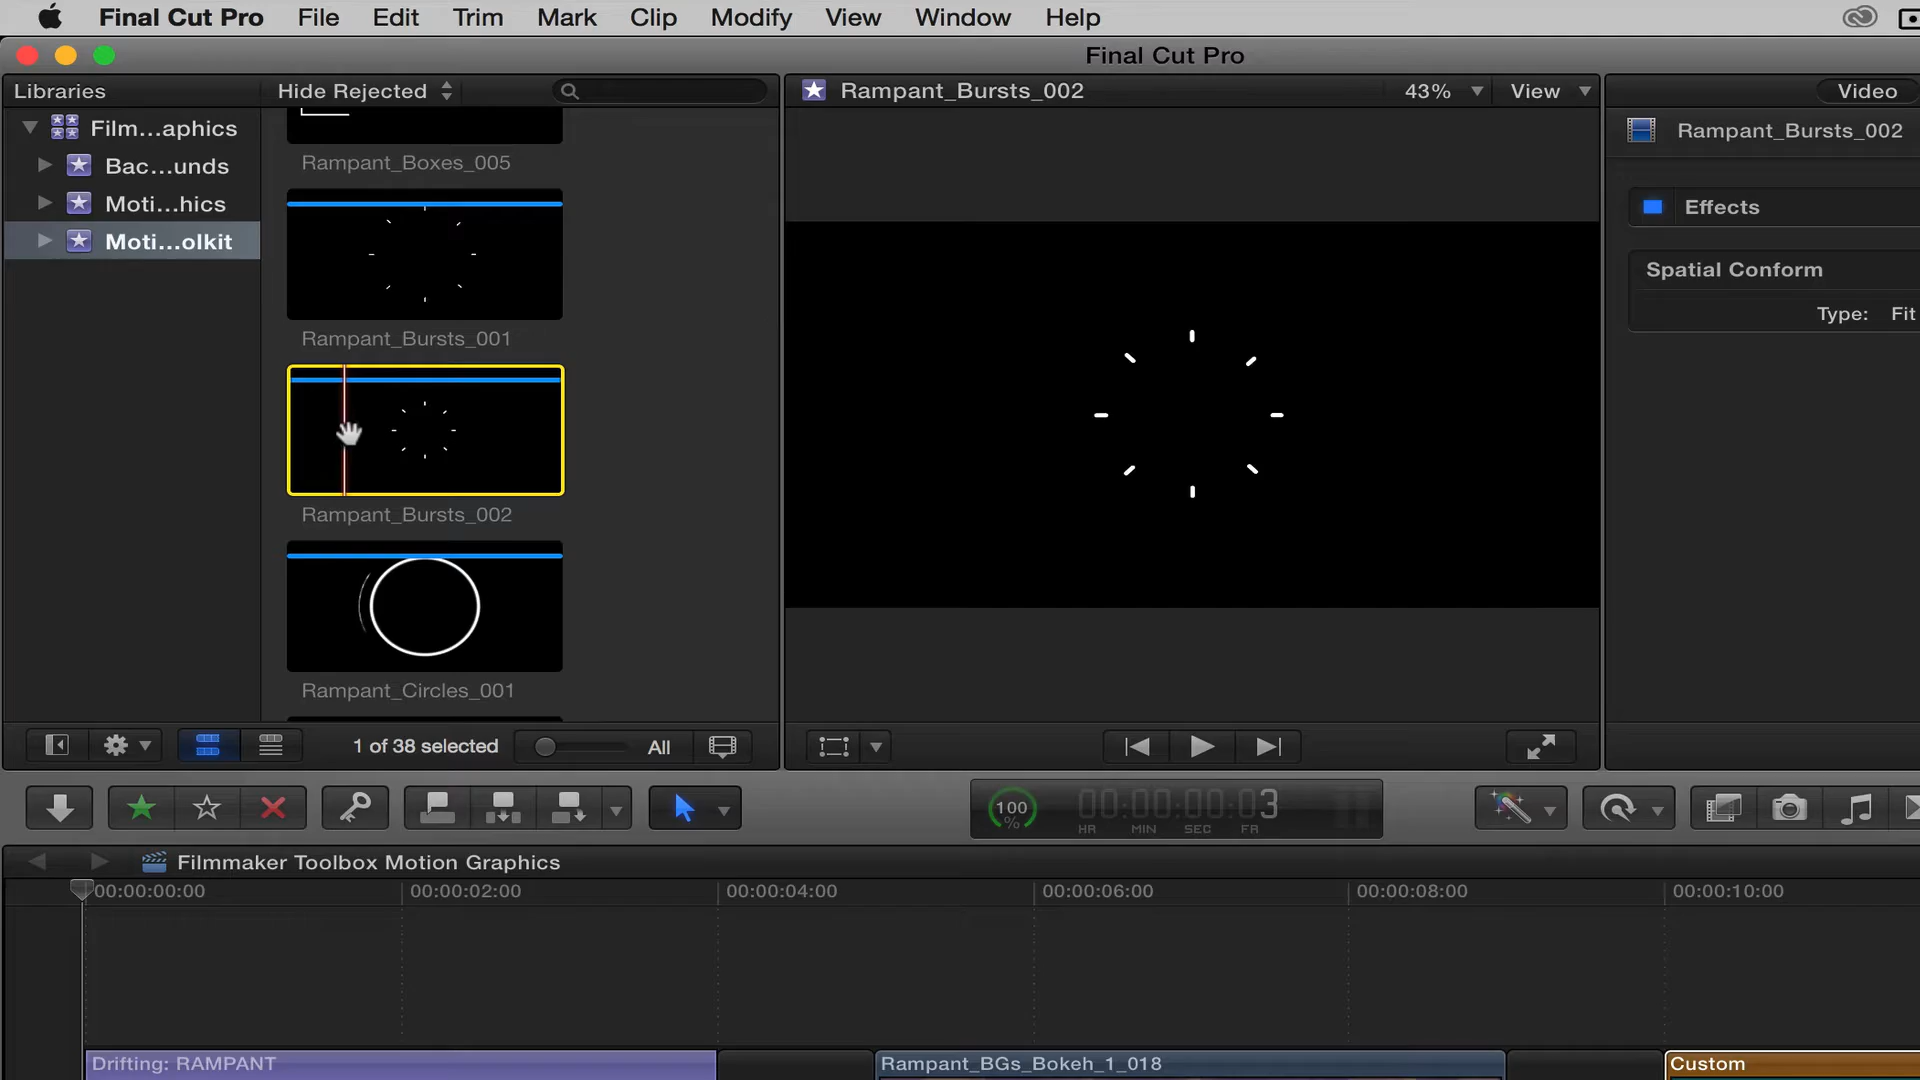 Final Cut Pro File Edit Trim Mark Clip Modify View Window Help
Final Cut Pro
Libraries
Hide Rejected
Rampant_Bursts_002
43%
View
Video
Film...aphics
Bac...unds
Moti...hics
Moti...olkit
Rampant_Boxes_005
Rampant_Bursts_001
Rampant_Bursts_002
Rampant_Circles_001
Rampant_Bursts_002
Effects
Spatial Conform
Type: Fit
1 of 38 selected
All
100
%
00:00:00:03
HR MIN SEC FR
Filmmaker Toolbox Motion Graphics
00:00:00:00 00:00:02:00 00:00:04:00 00:00:06:00 00:00:08:00 00:00:10:00
Drifting: RAMPANT
Rampant_BGs_Bokeh_1_018
Custom